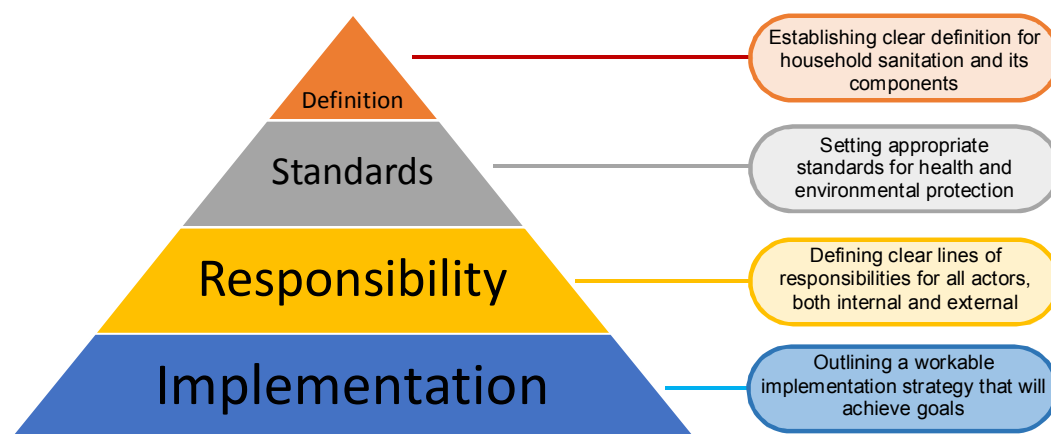 Definition
Establishing clear definition for
household sanitation and its
components
Standards
Setting appropriate
standards for health and
environmental protection
Responsibility
Defining clear lines of
responsibilities for all actors,
both internal and external
Implementation
Outlining a workable
implementation strategy that will
achieve goals